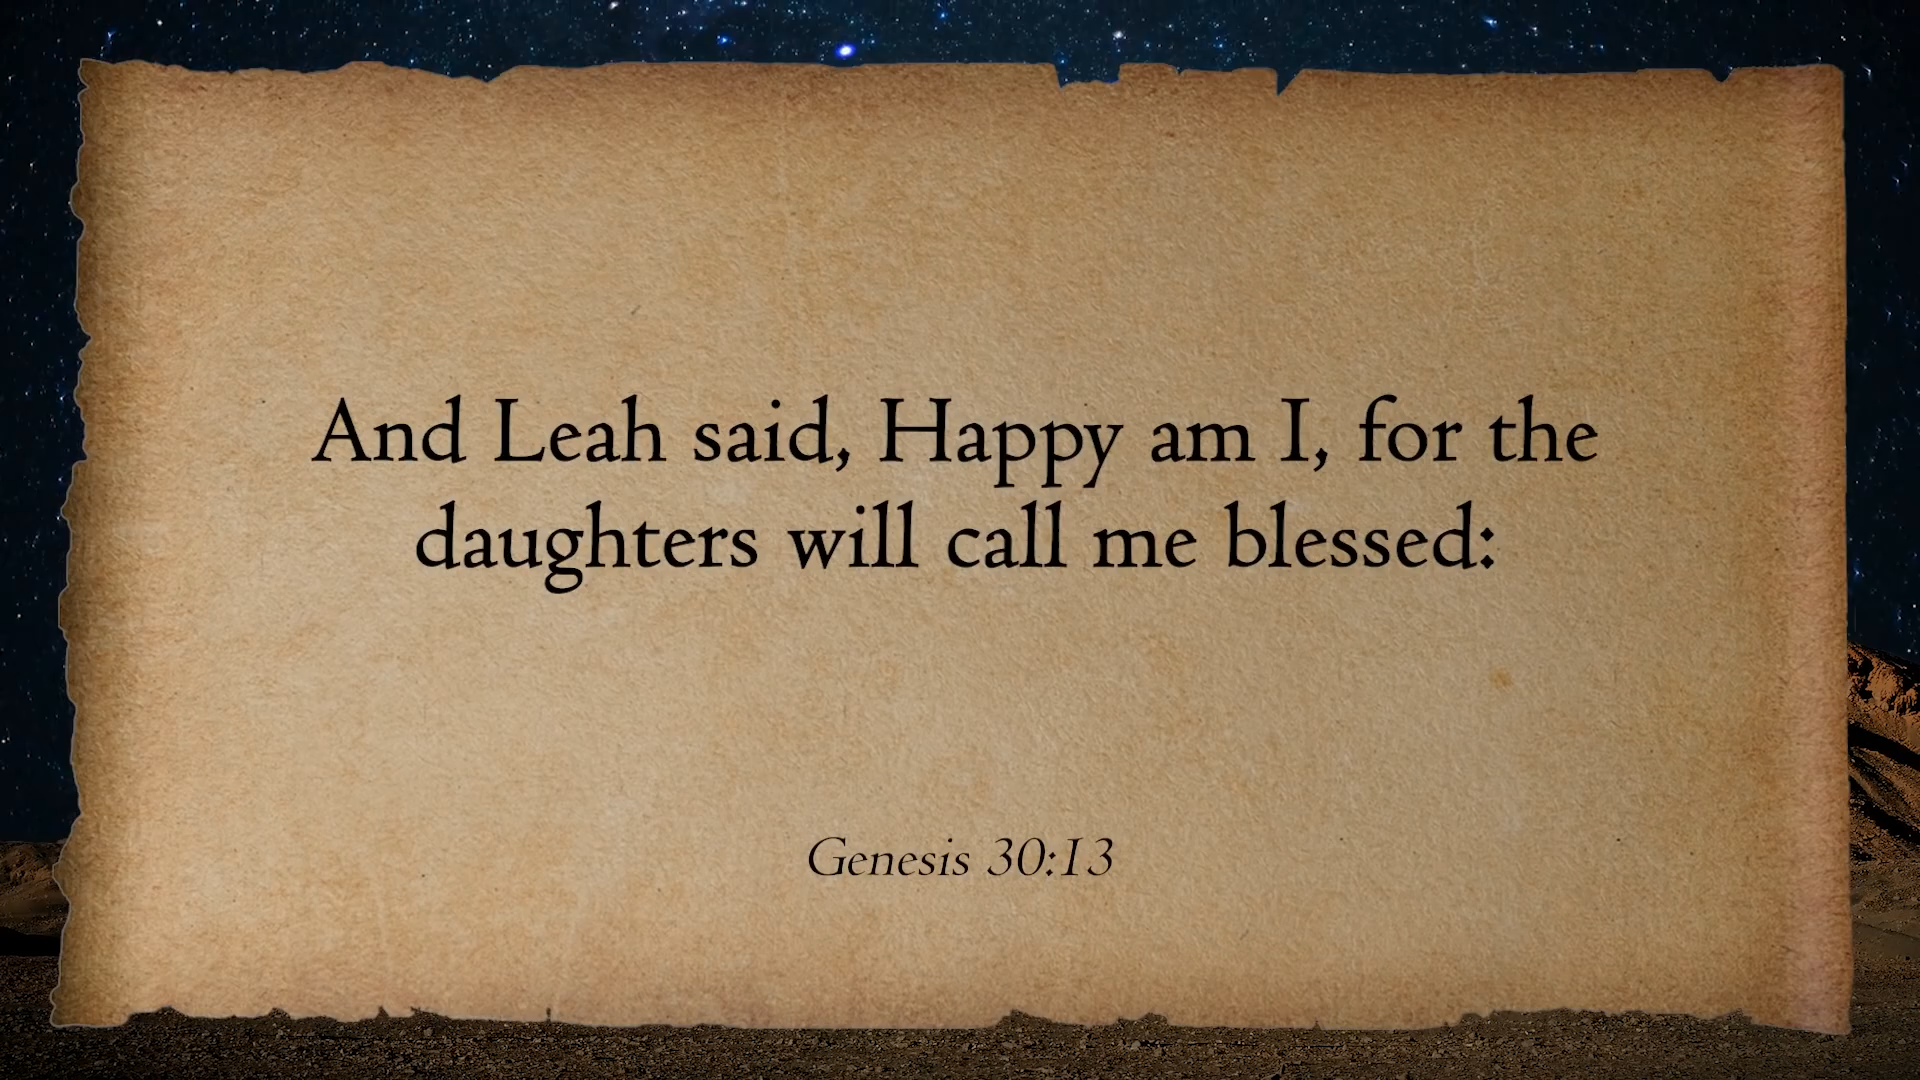 And Leah said, Happy am I, for the
daughters will call me blessed:
Genesis 30:13